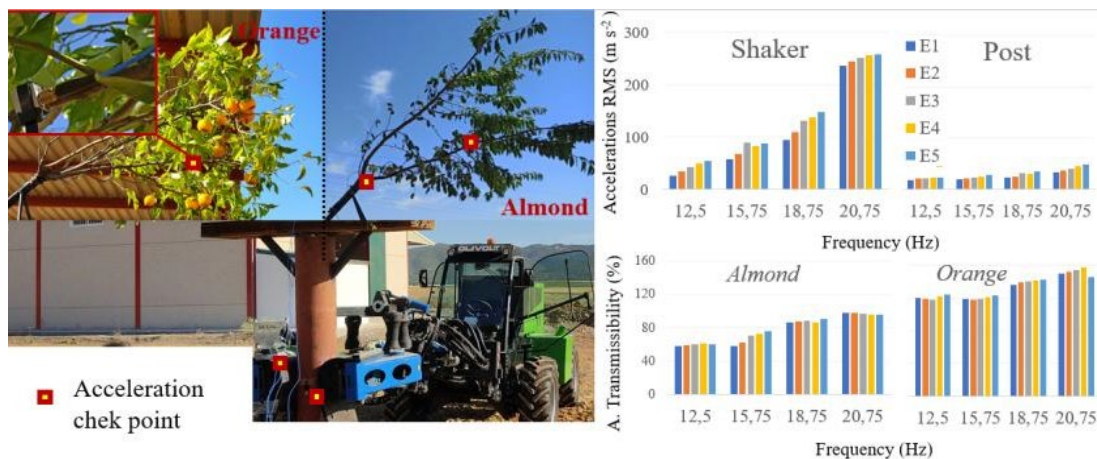 Orange
Almond
OLIVOLUT
Acceleration
chek point
Accelerations RMS (m s⁻²)
300
200
100
0
Shaker
Post
E1
E2
E3
E4
E5
12,5 15,75 18,75 20,75
12,5 15,75 18,75 20,75
Frequency (Hz)
A. Transmissibility (%)
160
120
80
40
0
Almond
Orange
12,5 15,75 18,75 20,75
12,5 15,75 18,75 20,75
Frequency (Hz)